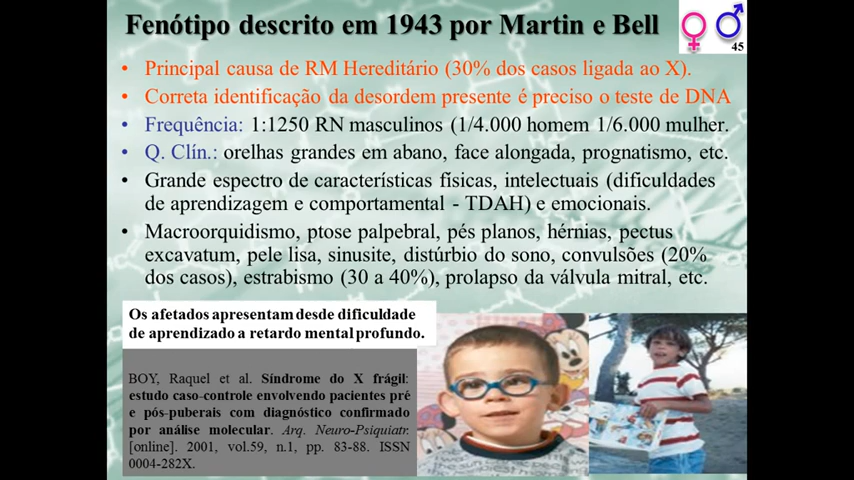 Fenótipo descrito em 1943 por Martin e Bell
45
• Principal causa de RM Hereditário (30% dos casos ligada ao X).
• Correta identificação da desordem presente é preciso o teste de DNA
• Frequência: 1:1250 RN masculinos (1/4.000 homem 1/6.000 mulher.
• Q. Clín.: orelhas grandes em abano, face alongada, prognatismo, etc.
• Grande espectro de características físicas, intelectuais (dificuldades
de aprendizagem e comportamental - TDAH) e emocionais.
• Macroorquidismo, ptose palpebral, pés planos, hérnias, pectus
excavatum, pele lisa, sinusite, distúrbio do sono, convulsões (20%
dos casos), estrabismo (30 a 40%), prolapso da válvula mitral, etc.
Os afetados apresentam desde dificuldade
de aprendizado a retardo mental profundo.
BOY, Raquel et al. Síndrome do X frágil:
estudo caso-controle envolvendo pacientes pré
e pós-puberais com diagnóstico confirmado
por análise molecular. Arq. Neuro-Psiquiatr.
[online]. 2001, vol.59, n.1, pp. 83-88. ISSN
0004-282X.